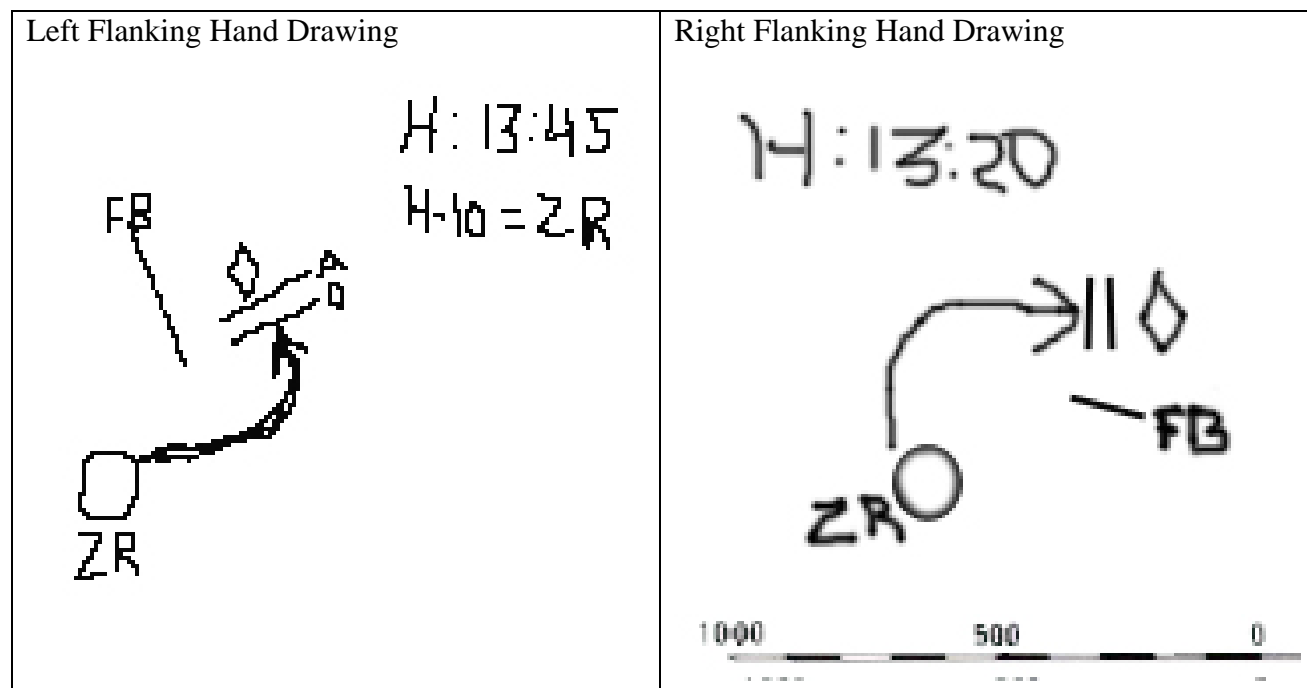 Left Flanking Hand Drawing
H:13:45
H-10=ZR
FB
A
D
ZR
Right Flanking Hand Drawing
H:13:20
FB
ZR
1000 500 0